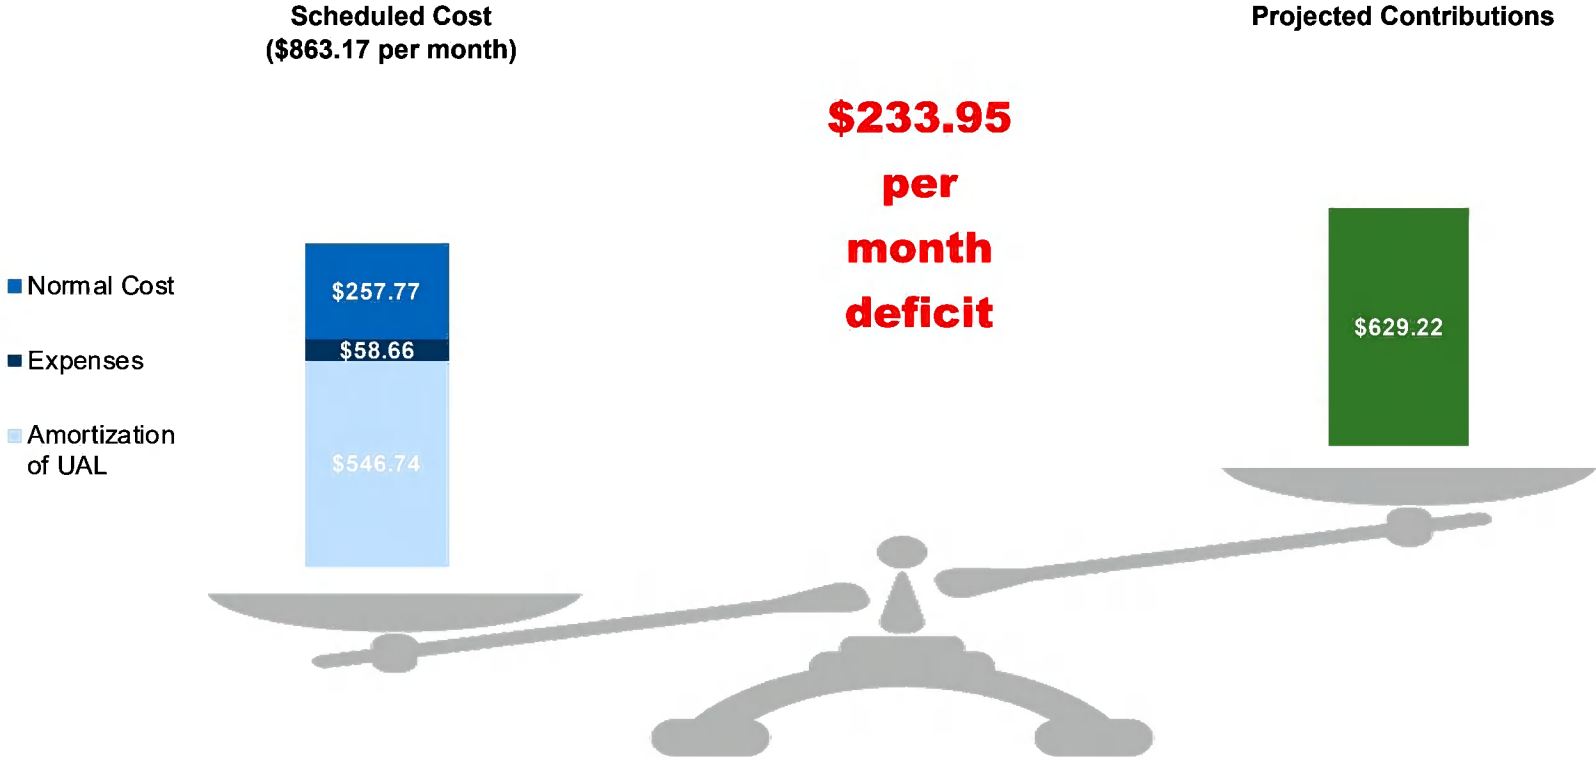 Scheduled Cost
($863.17 per month)
Projected Contributions
$233.95
per
month
deficit
Normal Cost
Expenses
Amortization
of UAL
$257.77
$58.66
$546.74
$629.22